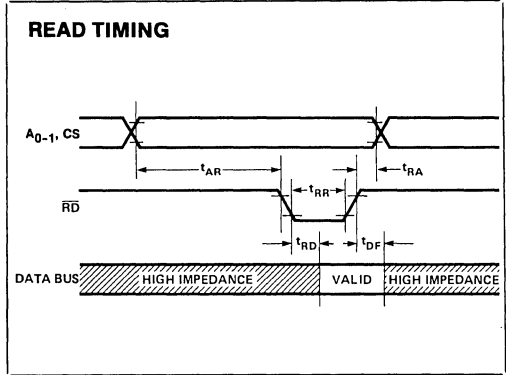 READ TIMING
A0-1, CS
tAR
tRA
tRR
RD
tRD
tDF
DATA BUS HIGH IMPEDANCE VALID HIGH IMPEDANCE